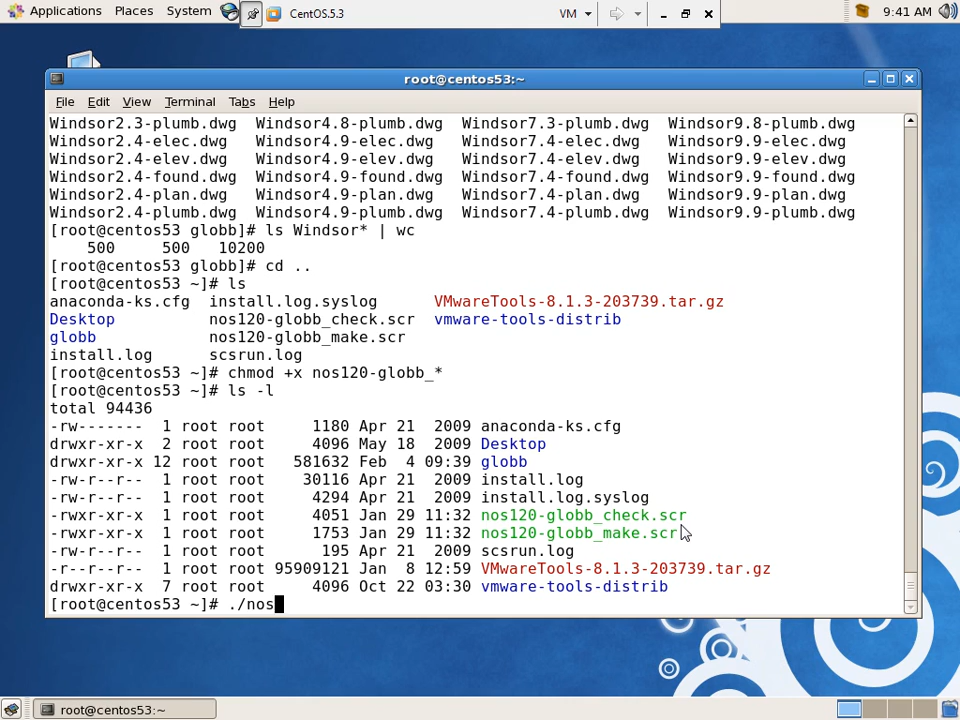 Applications Places System CentOS.5.3 VM 9:41 AM
root@centos53:~
File Edit View Terminal Tabs Help
Windsor2.3-plumb.dwg Windsor4.8-plumb.dwg Windsor7.3-plumb.dwg Windsor9.8-plumb.dwg
Windsor2.4-elec.dwg Windsor4.9-elec.dwg Windsor7.4-elec.dwg Windsor9.9-elec.dwg
Windsor2.4-elev.dwg Windsor4.9-elev.dwg Windsor7.4-elev.dwg Windsor9.9-elev.dwg
Windsor2.4-found.dwg Windsor4.9-found.dwg Windsor7.4-found.dwg Windsor9.9-found.dwg
Windsor2.4-plan.dwg Windsor4.9-plan.dwg Windsor7.4-plan.dwg Windsor9.9-plan.dwg
Windsor2.4-plumb.dwg Windsor4.9-plumb.dwg Windsor7.4-plumb.dwg Windsor9.9-plumb.dwg
[root@centos53 globb]# ls Windsor* | wc
500 500 10200
[root@centos53 globb]# cd ..
[root@centos53 ~]# ls
anaconda-ks.cfg install.log.syslog VMwareTools-8.1.3-203739.tar.gz
Desktop nos120-globb_check.scr vmware-tools-distrib
globb nos120-globb_make.scr
install.log scsrun.log
[root@centos53 ~]# chmod +x nos120-globb_*
[root@centos53 ~]# ls -l
total 94436
-rw------- 1 root root 1180 Apr 21 2009 anaconda-ks.cfg
drwxr-xr-x 2 root root 4096 May 18 2009 Desktop
drwxr-xr-x 12 root root 581632 Feb 4 09:39 globb
-rw-r--r-- 1 root root 30116 Apr 21 2009 install.log
-rw-r--r-- 1 root root 4294 Apr 21 2009 install.log.syslog
-rwxr-xr-x 1 root root 4051 Jan 29 11:32 nos120-globb_check.scr
-rwxr-xr-x 1 root root 1753 Jan 29 11:32 nos120-globb_make.scr
-rw-r--r-- 1 root root 195 Apr 21 2009 scsrun.log
-r--r--r-- 1 root root 95909121 Jan 8 12:59 VMwareTools-8.1.3-203739.tar.gz
drwxr-xr-x 7 root root 4096 Oct 22 03:30 vmware-tools-distrib
[root@centos53 ~]# ./nos
root@centos53:~